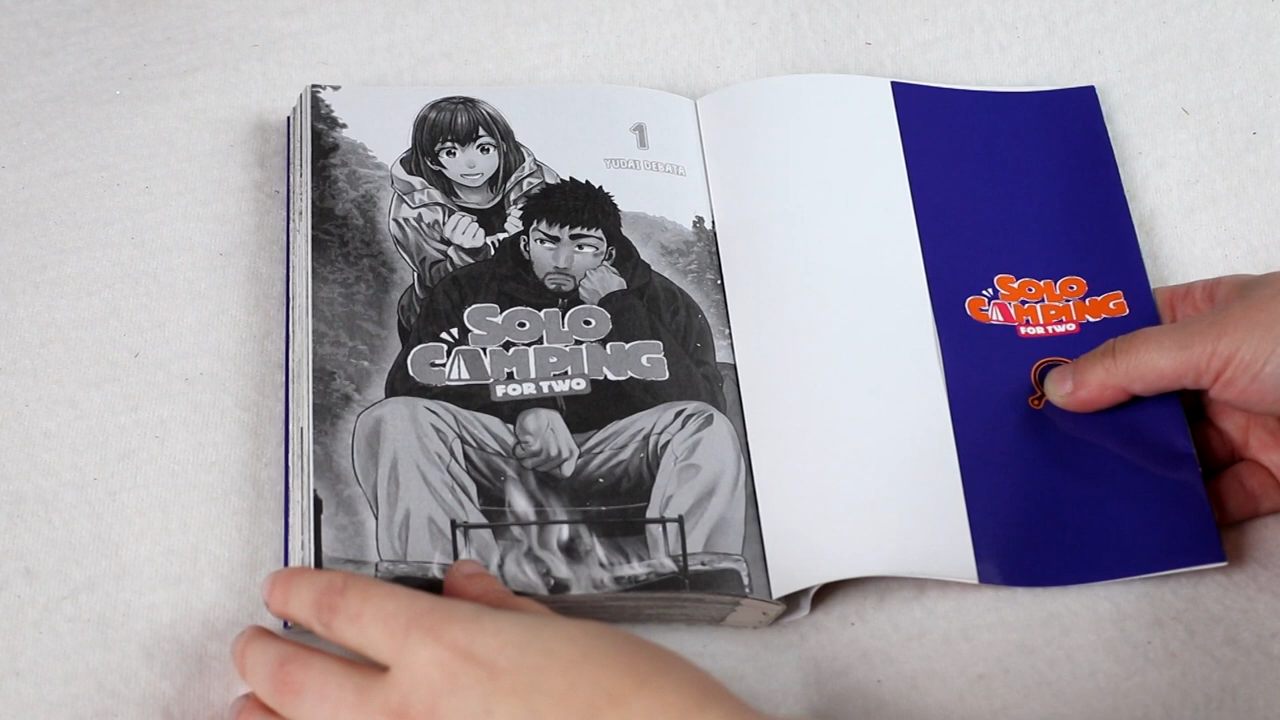 1
YUDAI DEBATA
SOLO
CAMPING
FOR TWO
SOLO
CAMPING
FOR TWO